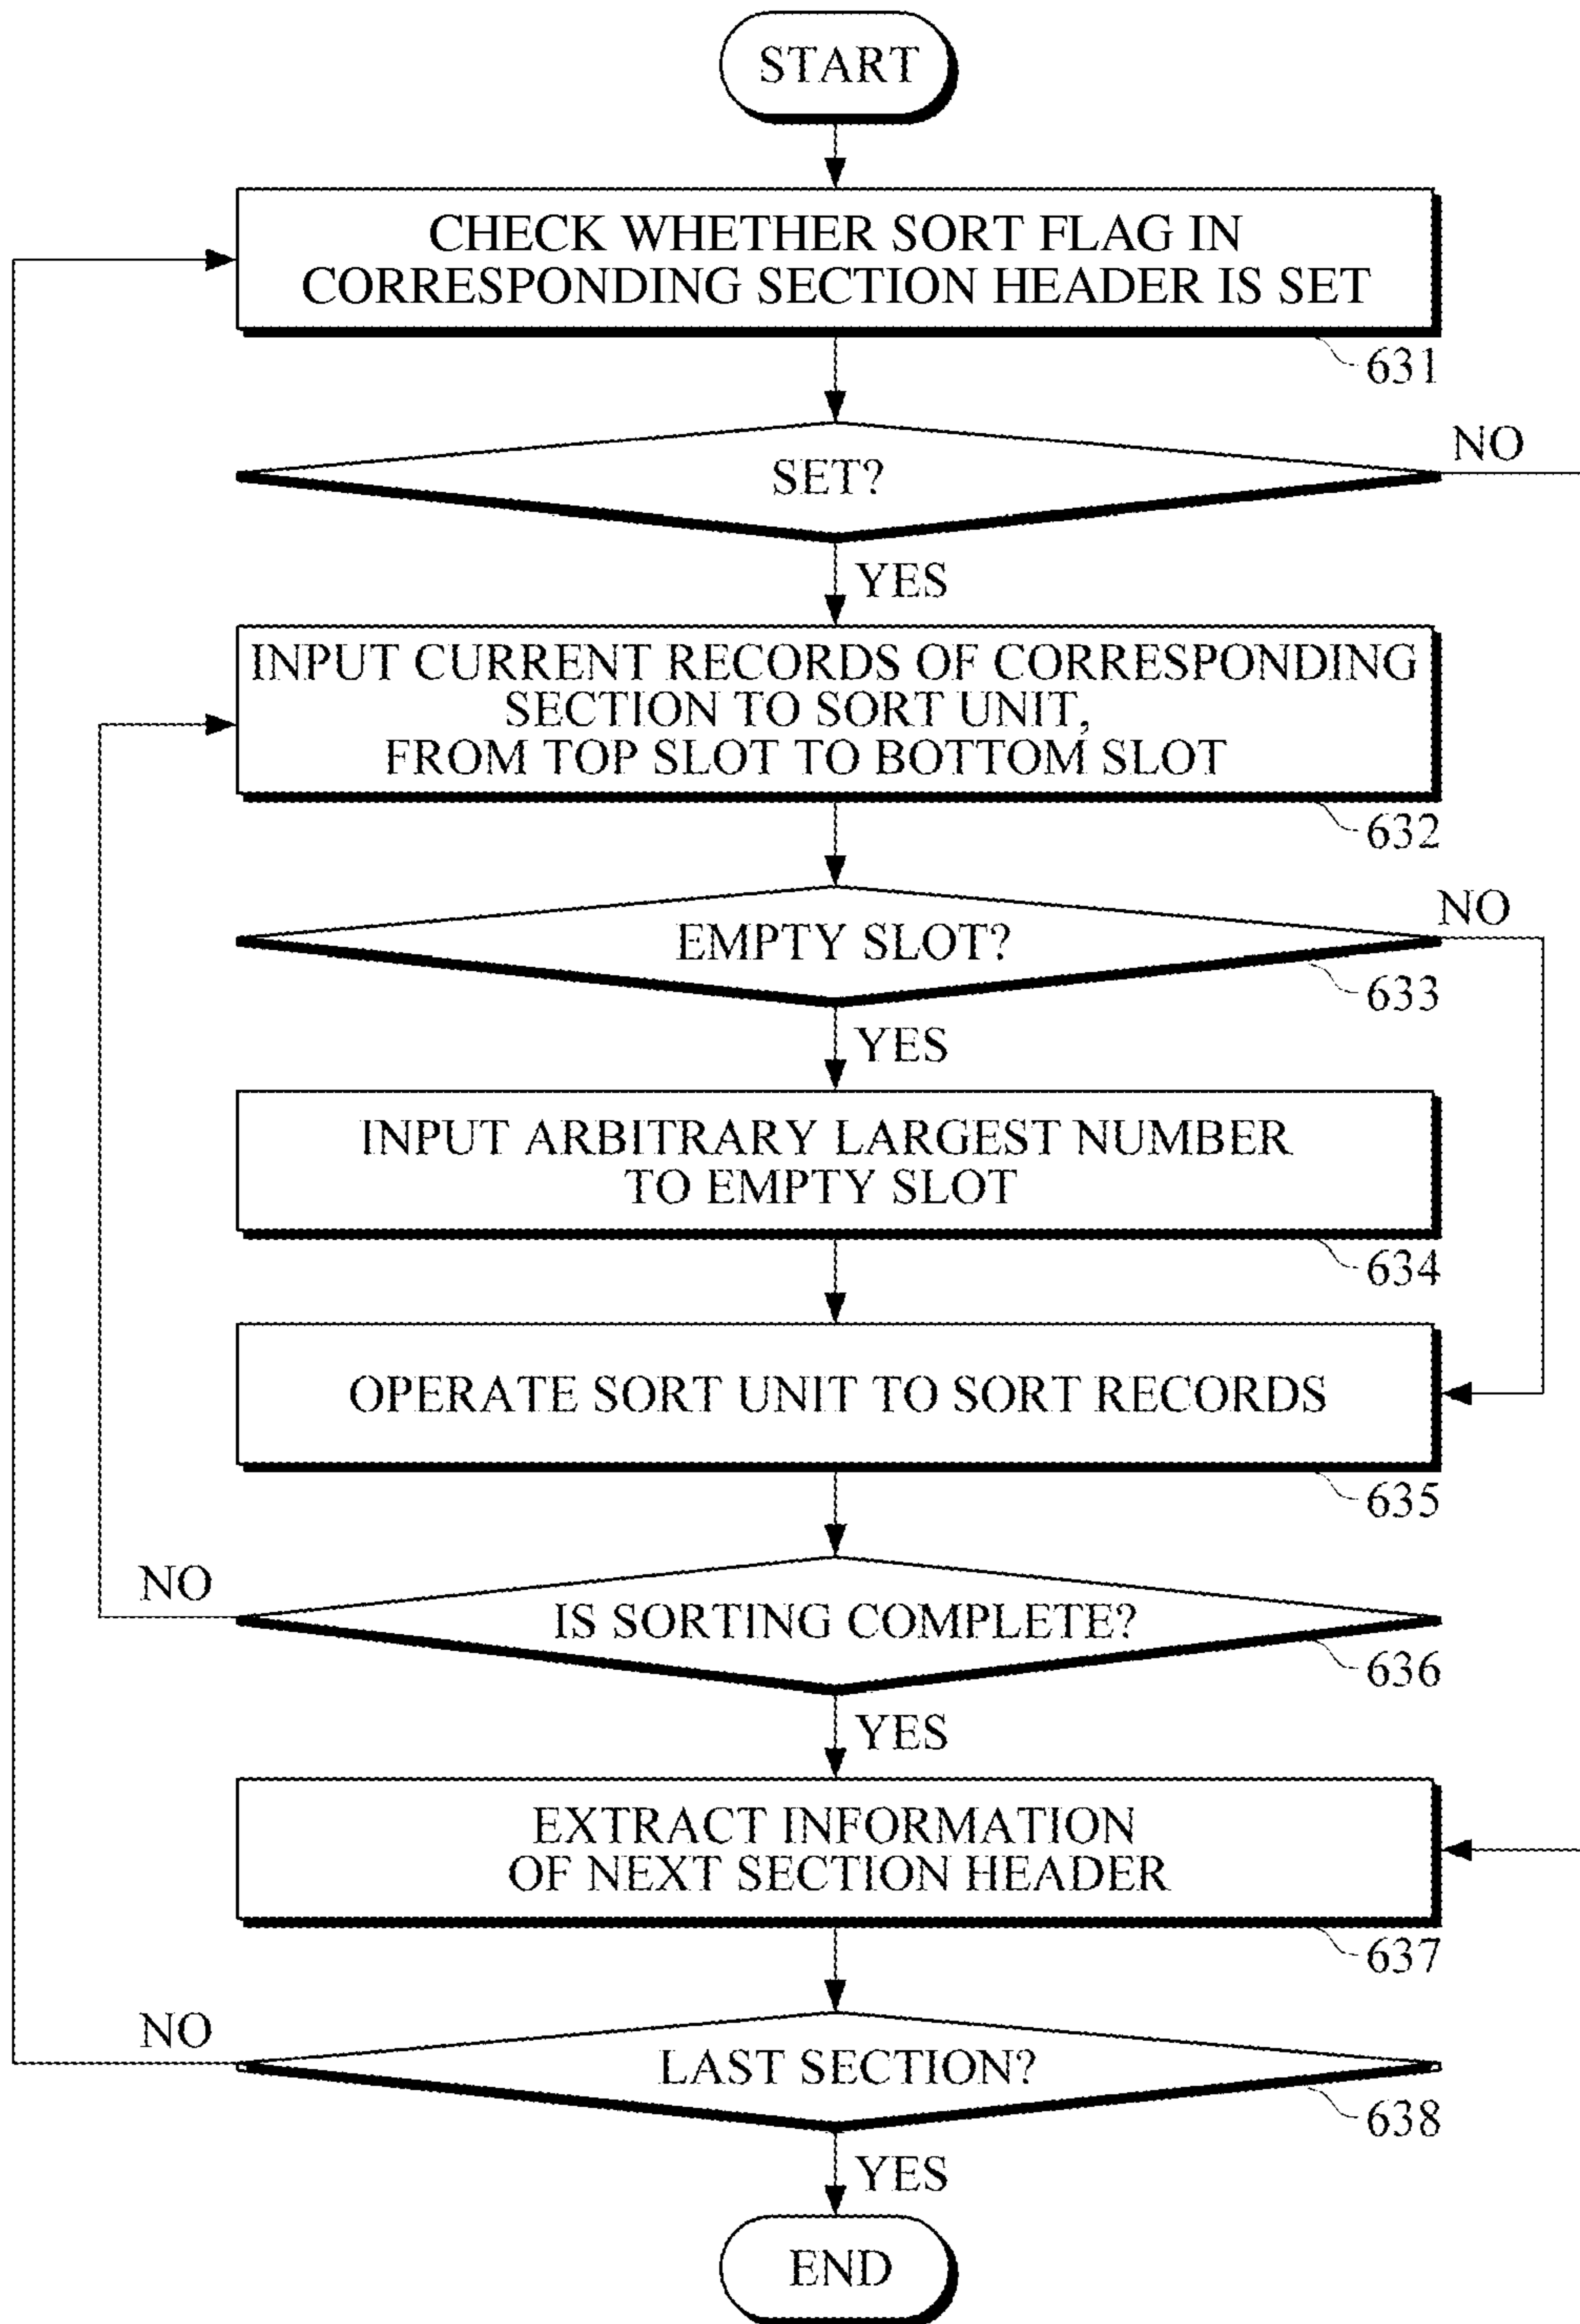 START
CHECK WHETHER SORT FLAG IN
CORRESPONDING SECTION HEADER IS SET
631
NO
SET?
YES
INPUT CURRENT RECORDS OF CORRESPONDING
SECTION TO SORT UNIT,
FROM TOP SLOT TO BOTTOM SLOT
632
NO
EMPTY SLOT?
633
YES
INPUT ARBITRARY LARGEST NUMBER
TO EMPTY SLOT
634
OPERATE SORT UNIT TO SORT RECORDS
635
NO
IS SORTING COMPLETE?
636
YES
EXTRACT INFORMATION
OF NEXT SECTION HEADER
637
NO
LAST SECTION?
638
YES
END